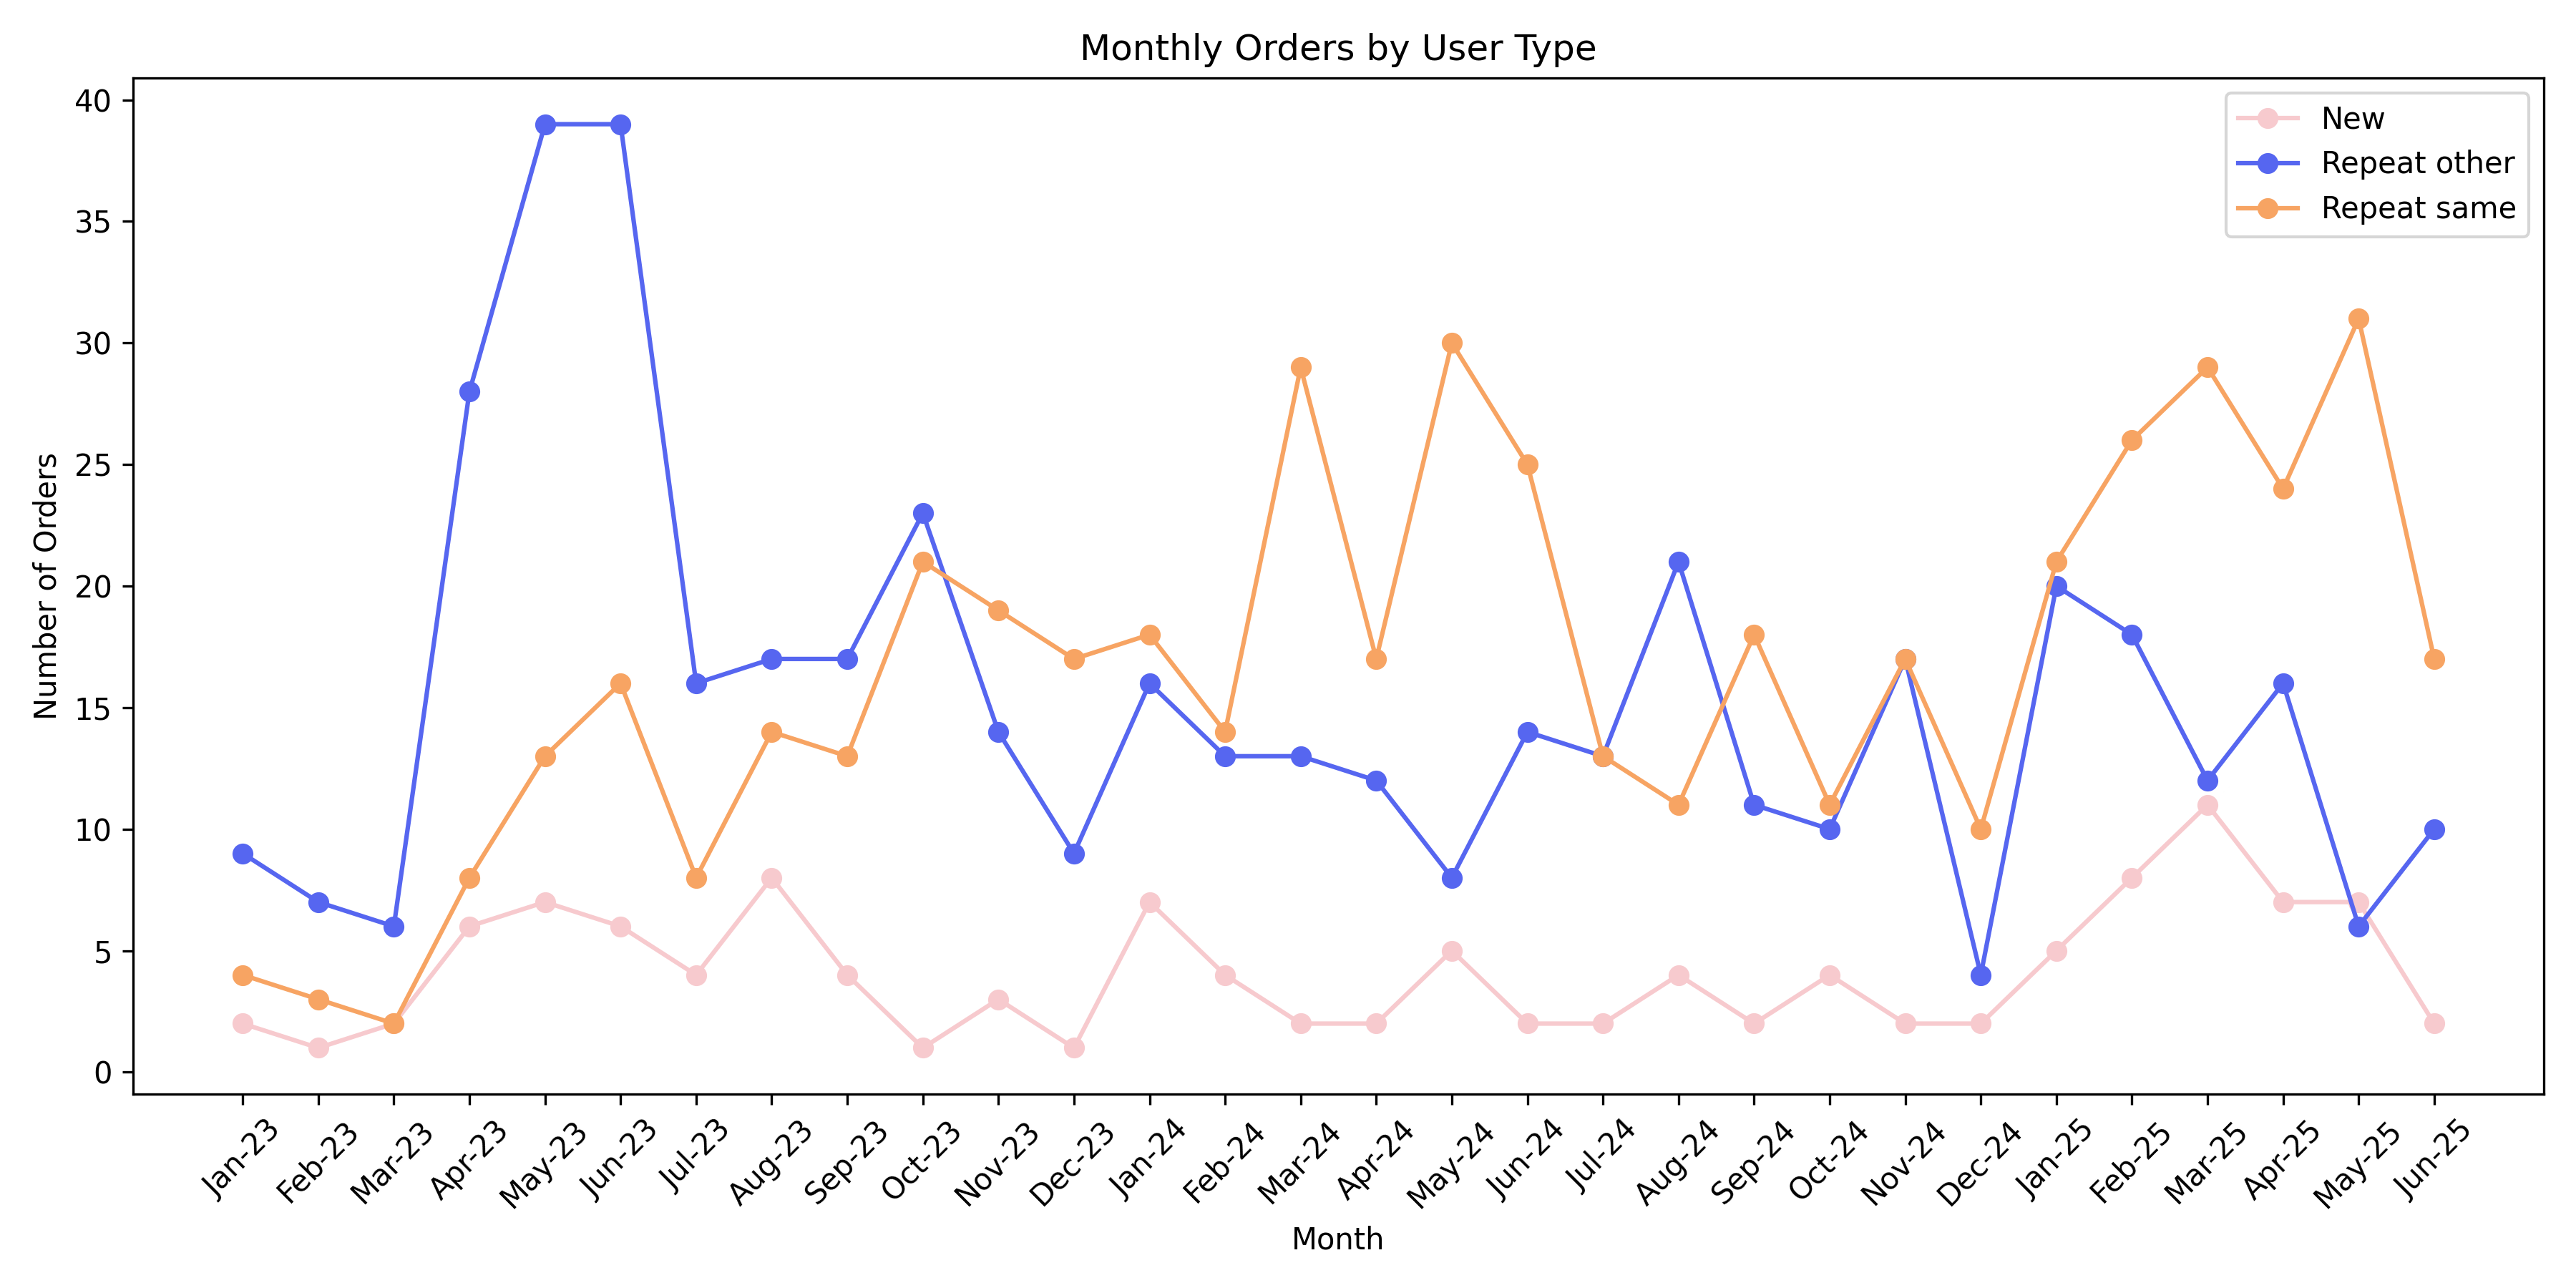 Monthly Orders by User Type
New
Repeat other
Repeat same
40
35
30
25
20
15
10
5
0
Number of Orders
Jan-23
Feb-23
Mar-23
Apr-23
May-23
Jun-23
Jul-23
Aug-23
Sep-23
Oct-23
Nov-23
Dec-23
Jan-24
Feb-24
Mar-24
Apr-24
May-24
Jun-24
Jul-24
Aug-24
Sep-24
Oct-24
Nov-24
Dec-24
Jan-25
Feb-25
Mar-25
Apr-25
May-25
Jun-25
Month